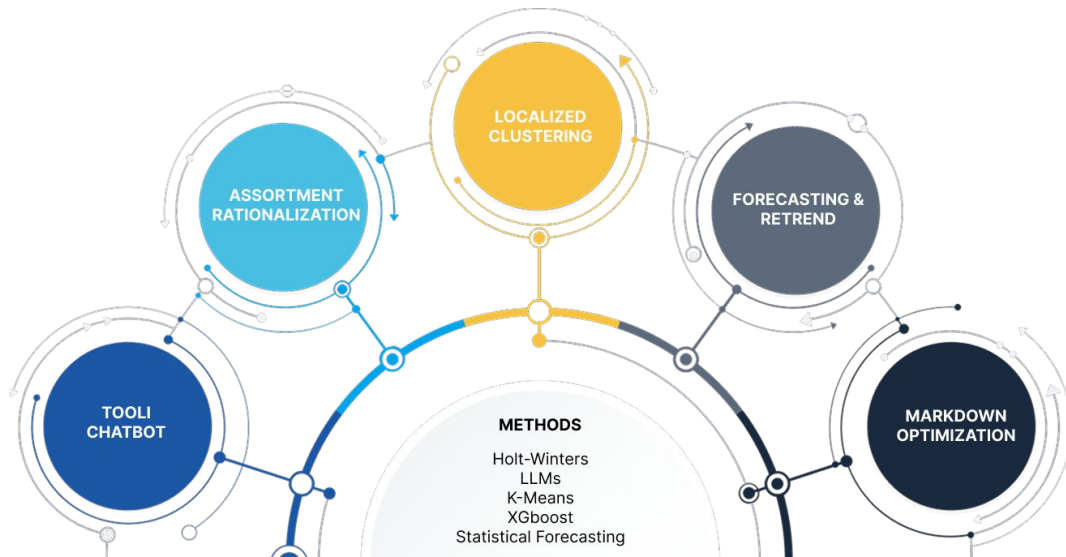 LOCALIZED
CLUSTERING
ASSORTMENT
RATIONALIZATION
FORECASTING &
RETREND
TOOLI
CHATBOT
MARKDOWN
OPTIMIZATION
METHODS
Holt-Winters
LLMs
K-Means
XGboost
Statistical Forecasting